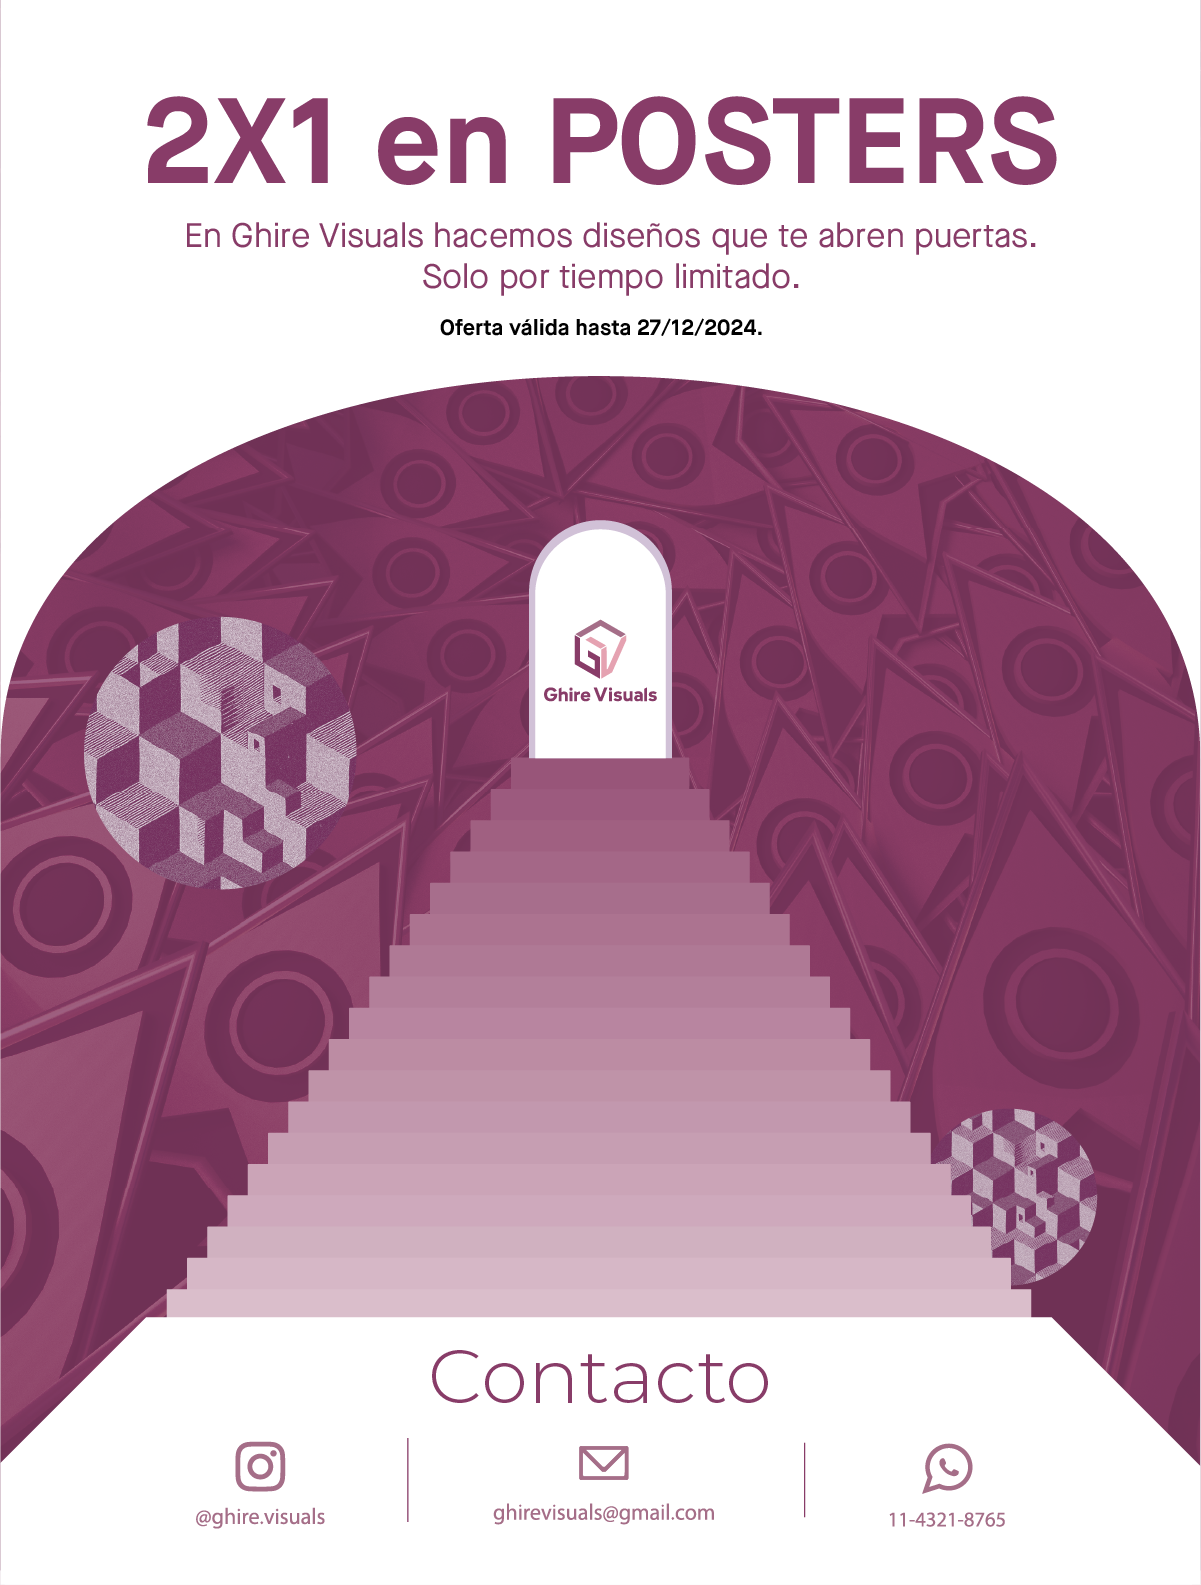 2X1 en POSTERS
En Ghire Visuals hacemos diseños que te abren puertas.
Solo por tiempo limitado.
Oferta válida hasta 27/12/2024.
GV
Ghire Visuals
Contacto
@ghire.visuals
ghirevisuals@gmail.com
11-4321-8765